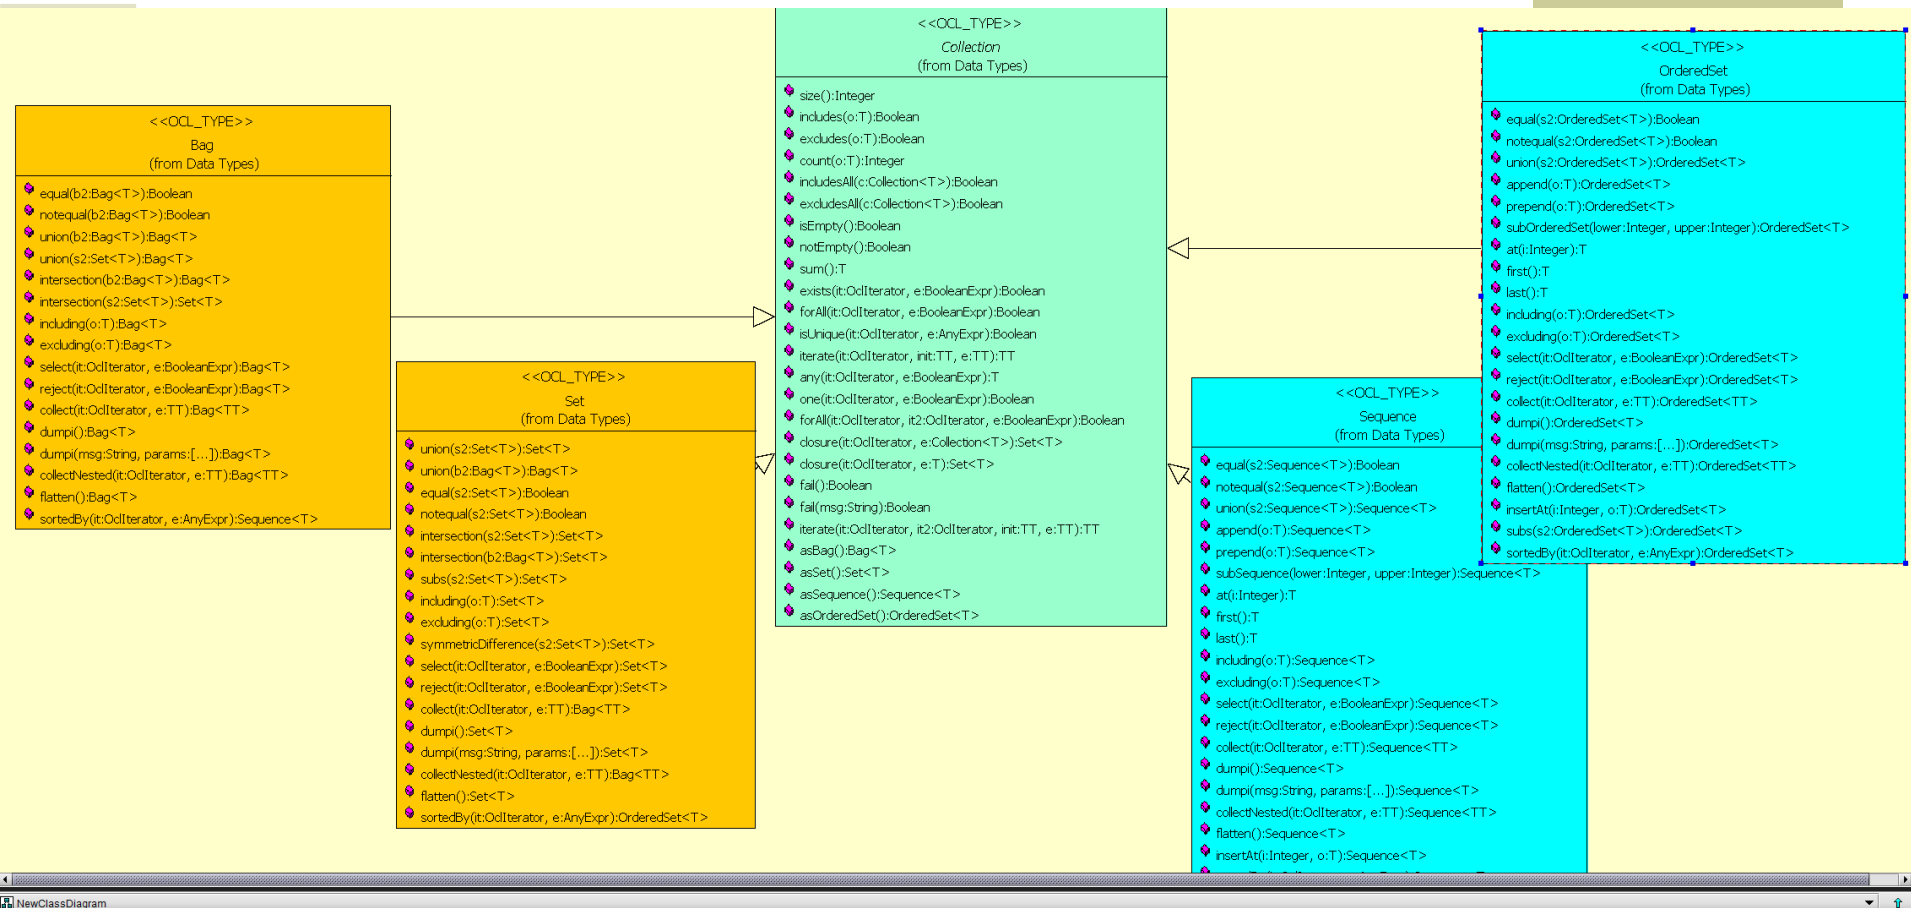 <<OCL_TYPE>>
Collection
(from Data Types)
size():Integer
includes(o:T):Boolean
excludes(o:T):Boolean
count(o:T):Integer
includesAll(c:Collection<T>):Boolean
excludesAll(c:Collection<T>):Boolean
isEmpty():Boolean
notEmpty():Boolean
sum():T
exists(it:OclIterator, e:BooleanExpr):Boolean
forAll(it:OclIterator, e:BooleanExpr):Boolean
isUnique(it:OclIterator, e:AnyExpr):Boolean
iterate(it:OclIterator, init:TT, e:TT):TT
any(it:OclIterator, e:BooleanExpr):T
one(it:OclIterator, e:BooleanExpr):Boolean
forAll(it:OclIterator, it2:OclIterator, e:BooleanExpr):Boolean
closure(it:OclIterator, e:Collection<T>):Set<T>
closure(it:OclIterator, e:T):Set<T>
fail():Boolean
fail(msg:String):Boolean
iterate(it:OclIterator, it2:OclIterator, init:TT, e:TT):TT
asBag():Bag<T>
asSet():Set<T>
asSequence():Sequence<T>
asOrderedSet():OrderedSet<T>
<<OCL_TYPE>>
OrderedSet
(from Data Types)
equal(s2:OrderedSet<T>):Boolean
notequal(s2:OrderedSet<T>):Boolean
union(s2:OrderedSet<T>):OrderedSet<T>
append(o:T):OrderedSet<T>
prepend(o:T):OrderedSet<T>
subOrderedSet(lower:Integer, upper:Integer):OrderedSet<T>
at(i:Integer):T
first():T
last():T
including(o:T):OrderedSet<T>
excluding(o:T):OrderedSet<T>
select(it:OclIterator, e:BooleanExpr):OrderedSet<T>
reject(it:OclIterator, e:BooleanExpr):OrderedSet<T>
collect(it:OclIterator, e:TT):OrderedSet<TT>
dumpi():OrderedSet<T>
dumpi(msg:String, params:[...]):OrderedSet<T>
collectNested(it:OclIterator, e:TT):OrderedSet<TT>
flatten():OrderedSet<T>
insertAt(i:Integer, o:T):OrderedSet<T>
subs(s2:OrderedSet<T>):OrderedSet<T>
sortedBy(it:OclIterator, e:AnyExpr):OrderedSet<T>
<<OCL_TYPE>>
Bag
(from Data Types)
equal(b2:Bag<T>):Boolean
notequal(b2:Bag<T>):Boolean
union(b2:Bag<T>):Bag<T>
union(s2:Set<T>):Bag<T>
intersection(b2:Bag<T>):Bag<T>
intersection(s2:Set<T>):Set<T>
including(o:T):Bag<T>
excluding(o:T):Bag<T>
select(it:OclIterator, e:BooleanExpr):Bag<T>
reject(it:OclIterator, e:BooleanExpr):Bag<T>
collect(it:OclIterator, e:TT):Bag<TT>
dumpi():Bag<T>
dumpi(msg:String, params:[...]):Bag<T>
collectNested(it:OclIterator, e:TT):Bag<TT>
flatten():Bag<T>
sortedBy(it:OclIterator, e:AnyExpr):Sequence<T>
<<OCL_TYPE>>
Set
(from Data Types)
union(s2:Set<T>):Set<T>
union(b2:Bag<T>):Bag<T>
equal(s2:Set<T>):Boolean
notequal(s2:Set<T>):Boolean
intersection(s2:Set<T>):Set<T>
intersection(b2:Bag<T>):Set<T>
subs(s2:Set<T>):Set<T>
including(o:T):Set<T>
excluding(o:T):Set<T>
symmetricDifference(s2:Set<T>):Set<T>
select(it:OclIterator, e:BooleanExpr):Set<T>
reject(it:OclIterator, e:BooleanExpr):Set<T>
collect(it:OclIterator, e:TT):Bag<TT>
dumpi():Set<T>
dumpi(msg:String, params:[...]):Set<T>
collectNested(it:OclIterator, e:TT):Bag<TT>
flatten():Set<T>
sortedBy(it:OclIterator, e:AnyExpr):OrderedSet<T>
<<OCL_TYPE>>
Sequence
(from Data Types)
equal(s2:Sequence<T>):Boolean
notequal(s2:Sequence<T>):Boolean
union(s2:Sequence<T>):Sequence<T>
append(o:T):Sequence<T>
prepend(o:T):Sequence<T>
subSequence(lower:Integer, upper:Integer):Sequence<T>
at(i:Integer):T
first():T
last():T
including(o:T):Sequence<T>
excluding(o:T):Sequence<T>
select(it:OclIterator, e:BooleanExpr):Sequence<T>
reject(it:OclIterator, e:BooleanExpr):Sequence<T>
collect(it:OclIterator, e:TT):Sequence<TT>
dumpi():Sequence<T>
dumpi(msg:String, params:[...]):Sequence<T>
collectNested(it:OclIterator, e:TT):Sequence<TT>
flatten():Sequence<T>
insertAt(i:Integer, o:T):Sequence<T>
NewClassDiagram